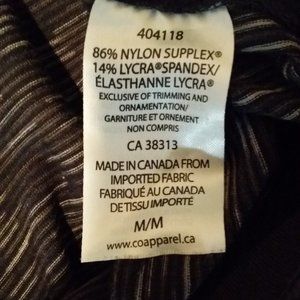 404118
86% NYLON SUPPLEX®
14% LYCRA®SPANDEX/
ÉLASTHANNE LYCRA®
EXCLUSIVE OF TRIMMING AND
ORNAMENTATION/
GARNITURE ET ORNEMENT
NON COMPRIS
CA 38313
MADE IN CANADA FROM
IMPORTED FABRIC
FABRIQUÉ AU CANADA
DE TISSU IMPORTÉ
M/M
www.coapparel.ca